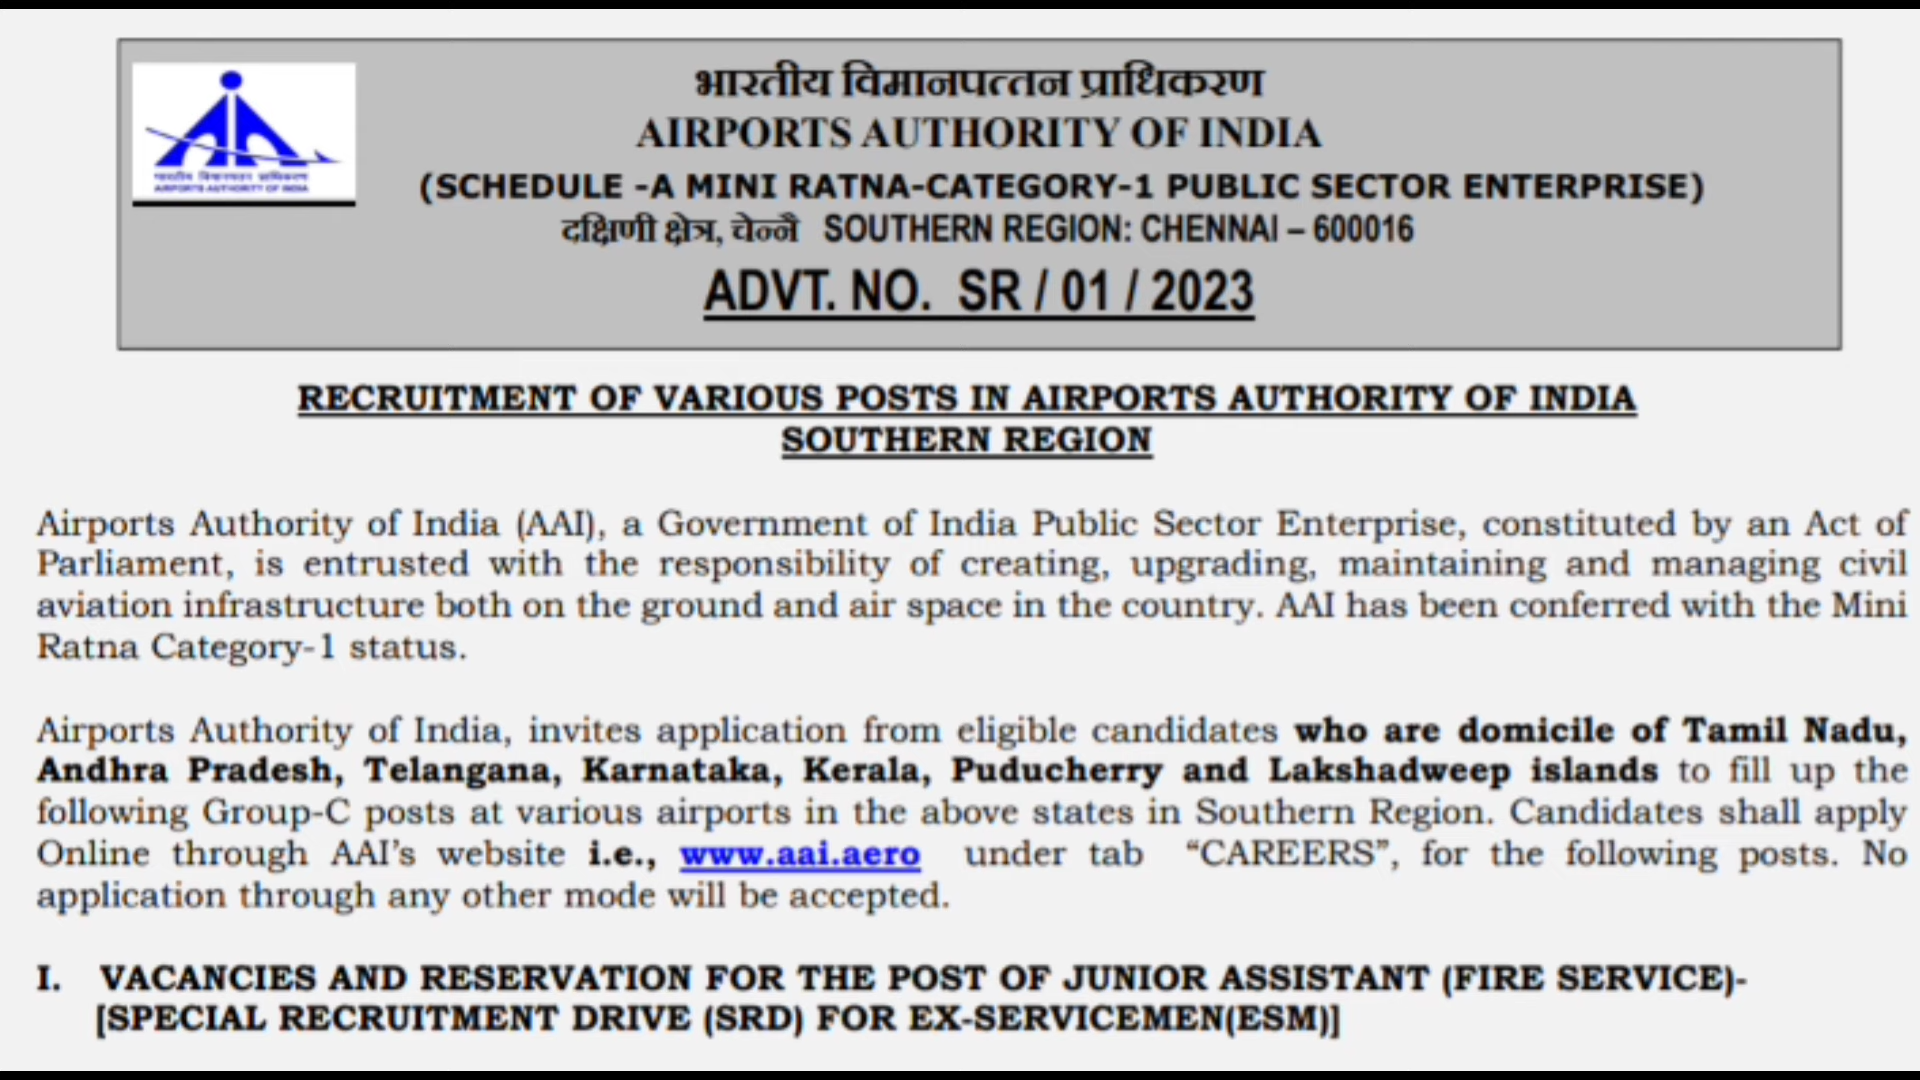 भारतीय विमानपत्तन प्राधिकरण
AIRPORTS AUTHORITY OF INDIA
(SCHEDULE -A MINI RATNA-CATEGORY-1 PUBLIC SECTOR ENTERPRISE)
दक्षिणी क्षेत्र, चेन्नै SOUTHERN REGION: CHENNAI – 600016
ADVT. NO. SR / 01 / 2023
भारतीय विमानपत्तन प्राधिकरण
AIRPORTS AUTHORITY OF INDIA
RECRUITMENT OF VARIOUS POSTS IN AIRPORTS AUTHORITY OF INDIA
SOUTHERN REGION
Airports Authority of India (AAI), a Government of India Public Sector Enterprise, constituted by an Act of
Parliament, is entrusted with the responsibility of creating, upgrading, maintaining and managing civil
aviation infrastructure both on the ground and air space in the country. AAI has been conferred with the Mini
Ratna Category-1 status.
Airports Authority of India, invites application from eligible candidates who are domicile of Tamil Nadu,
Andhra Pradesh, Telangana, Karnataka, Kerala, Puducherry and Lakshadweep islands to fill up the
following Group-C posts at various airports in the above states in Southern Region. Candidates shall apply
Online through AAI’s website i.e., www.aai.aero under tab “CAREERS”, for the following posts. No
application through any other mode will be accepted.
I. VACANCIES AND RESERVATION FOR THE POST OF JUNIOR ASSISTANT (FIRE SERVICE)-
[SPECIAL RECRUITMENT DRIVE (SRD) FOR EX-SERVICEMEN(ESM)]